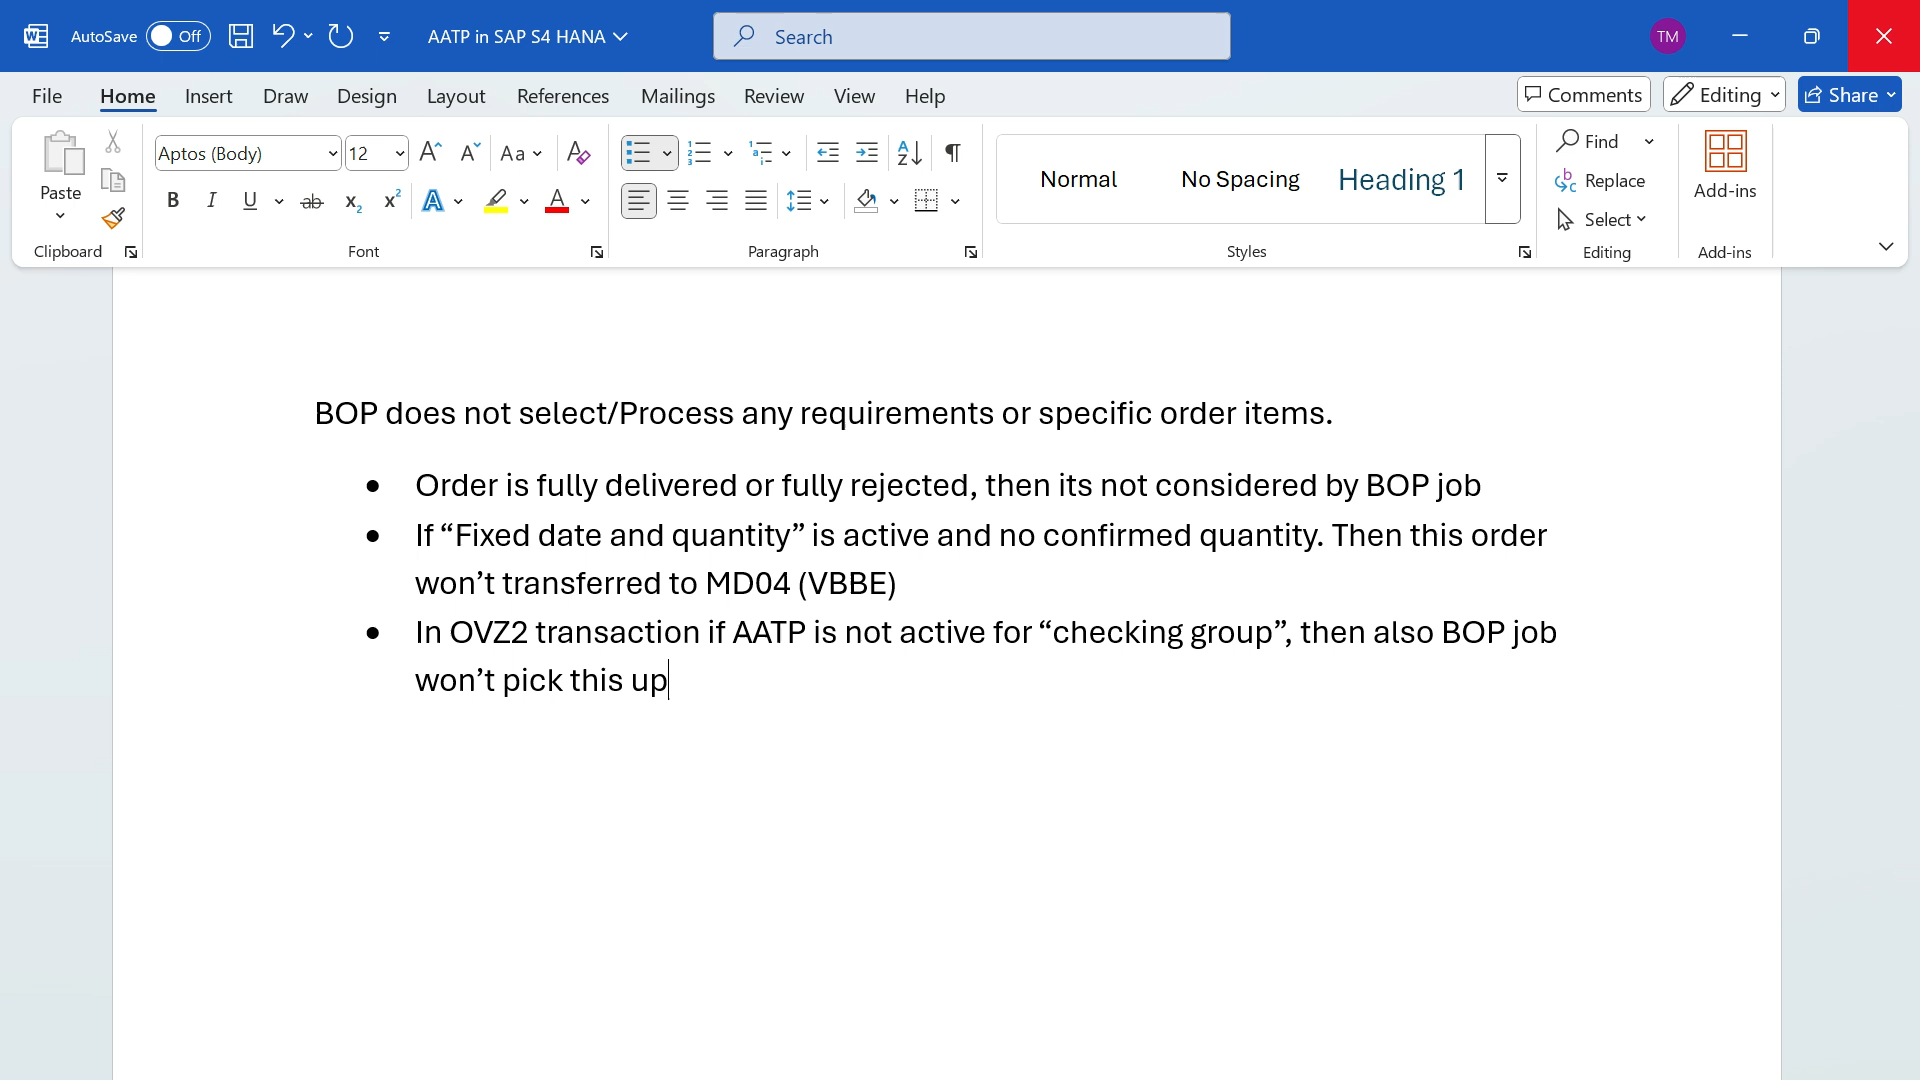 AutoSave Off AATP in SAP S4 HANA Search TM
File Home Insert Draw Design Layout References Mailings Review View Help Comments Editing Share
Paste
Clipboard
Aptos (Body) 12
Font
Paragraph
Normal No Spacing Heading 1
Styles
Find
Replace
Select
Editing
Add-ins
Add-ins
BOP does not select/Process any requirements or specific order items.
• Order is fully delivered or fully rejected, then its not considered by BOP job
• If “Fixed date and quantity” is active and no confirmed quantity. Then this order
won’t transferred to MD04 (VBBE)
• In OVZ2 transaction if AATP is not active for “checking group”, then also BOP job
won’t pick this up